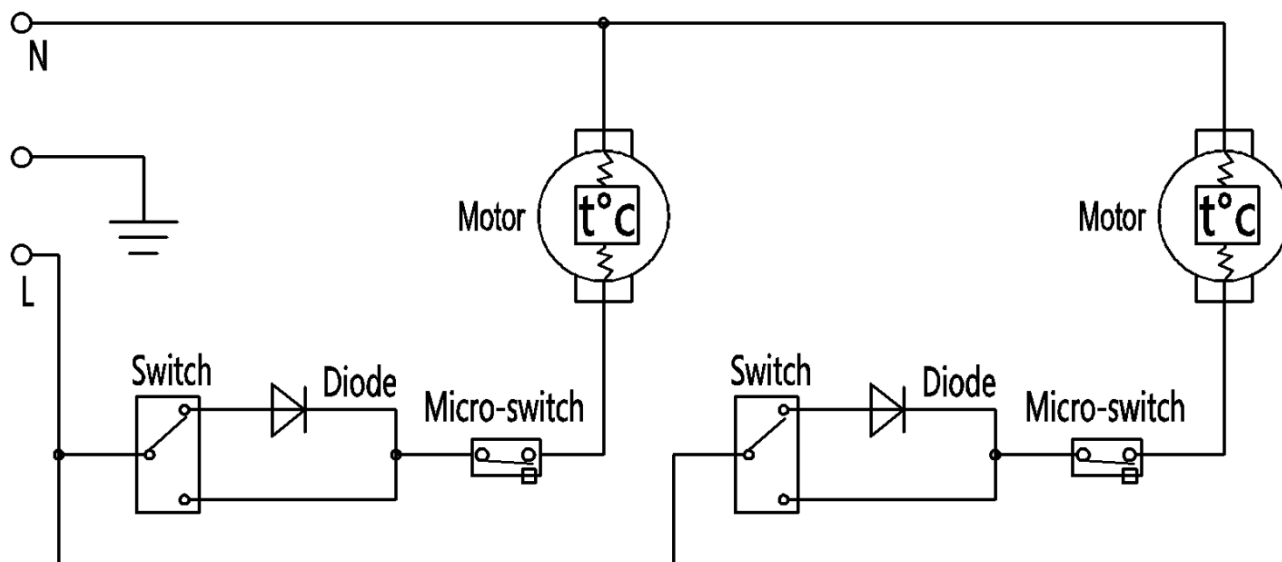 N
Motor
t°c
Motor
t°c
L
Switch
Diode
Micro-switch
Switch
Diode
Micro-switch